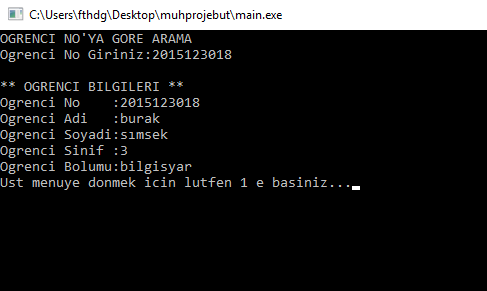 C:\Users\fthdg\Desktop\muhprojebut\main.exe
OGRENCI NO'YA GORE ARAMA
Ogrenci No Giriniz:2015123018
** OGRENCI BILGILERI **
Ogrenci No    :2015123018
Ogrenci Adi   :burak
Ogrenci Soyadi:sımsek
Ogrenci Sinif :3
Ogrenci Bolumu:bilgisyar
Ust menuye donmek icin lutfen 1 e basiniz...